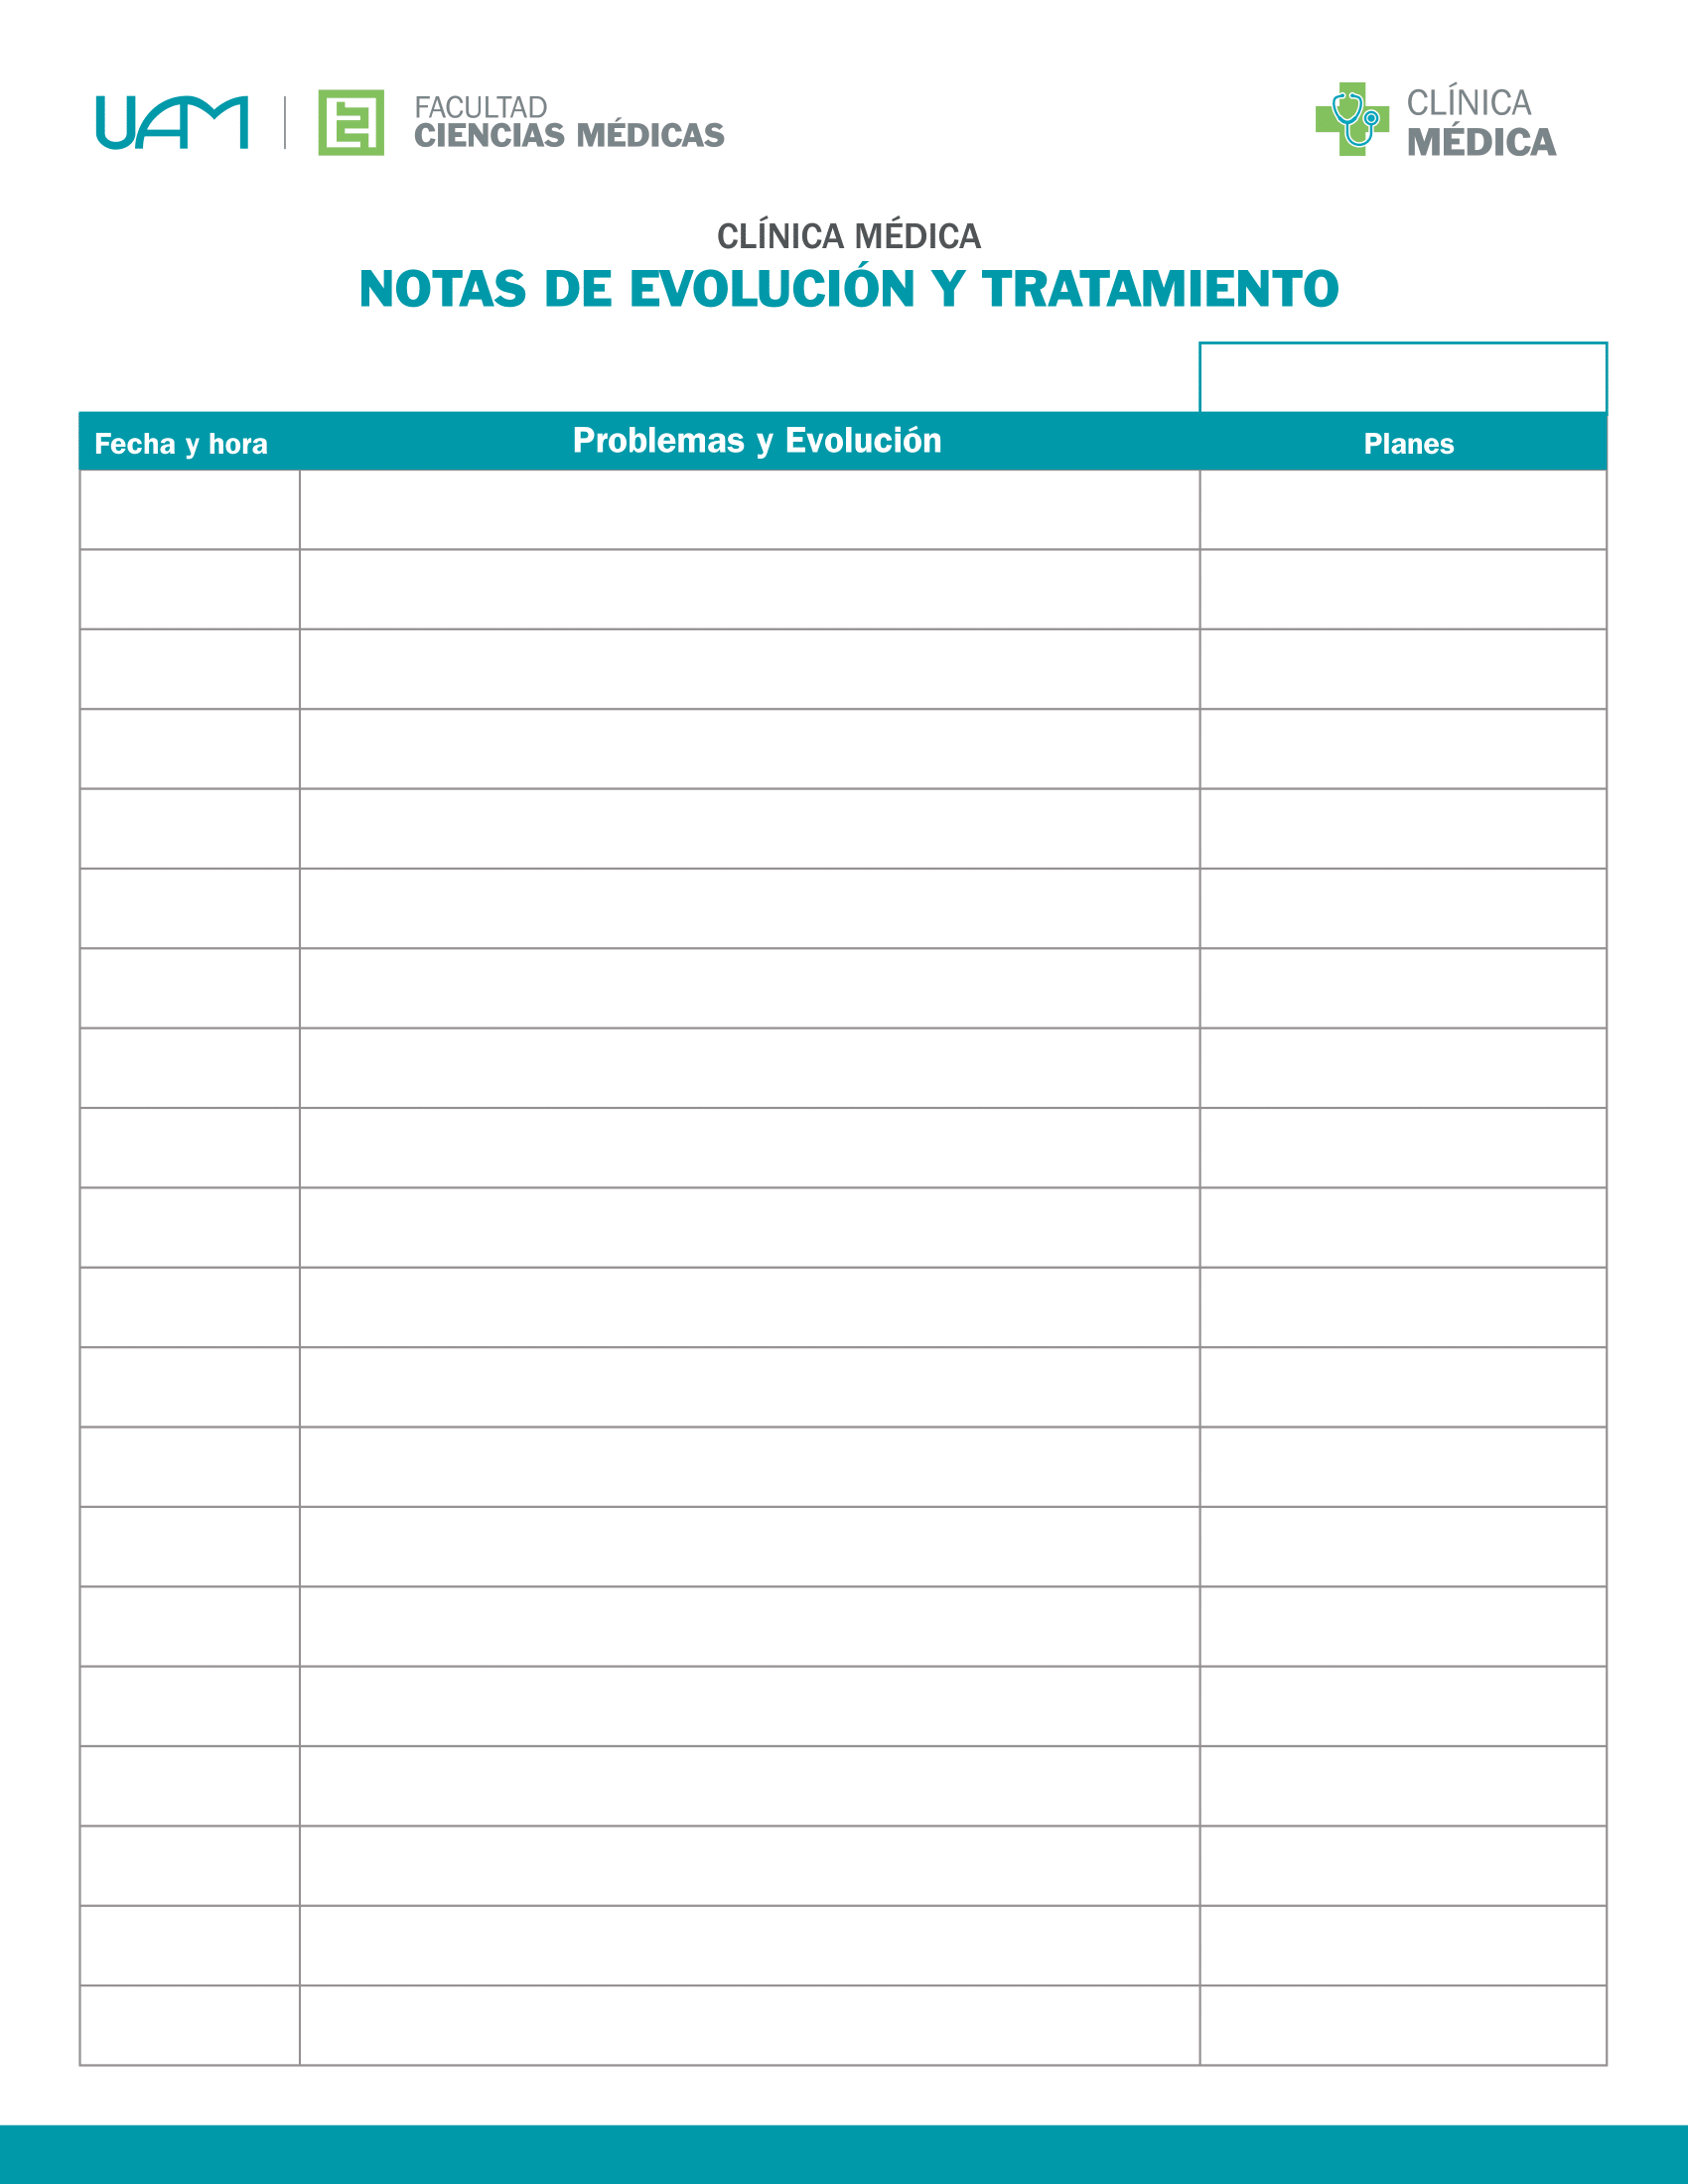 UAM
FACULTAD
CIENCIAS MÉDICAS
CLÍNICA
MÉDICA
CLÍNICA MÉDICA
NOTAS DE EVOLUCIÓN Y TRATAMIENTO
Fecha y hora Problemas y Evolución Planes